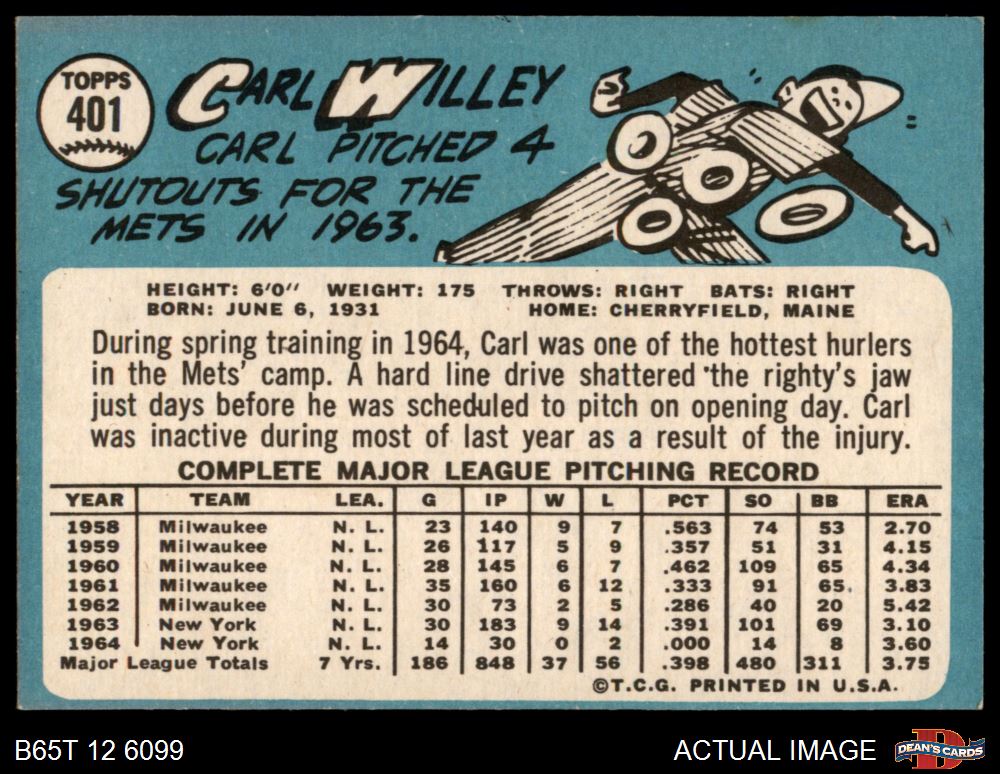 TOPPS
401
CARL WILLEY
CARL PITCHED 4
SHUTOUTS FOR THE
METS IN 1963.
0 0 0 0
HEIGHT: 6'0" WEIGHT: 175 THROWS: RIGHT BATS: RIGHT
BORN: JUNE 6, 1931 HOME: CHERRYFIELD, MAINE
During spring training in 1964, Carl was one of the hottest hurlers
in the Mets' camp. A hard line drive shattered the righty's jaw
just days before he was scheduled to pitch on opening day. Carl
was inactive during most of last year as a result of the injury.
COMPLETE MAJOR LEAGUE PITCHING RECORD
YEAR TEAM LEA. G IP W L PCT SO BB ERA
1958 Milwaukee N. L. 23 140 9 7 .563 74 53 2.70
1959 Milwaukee N. L. 26 117 5 9 .357 51 31 4.15
1960 Milwaukee N. L. 28 145 6 7 .462 109 65 4.34
1961 Milwaukee N. L. 35 160 6 12 .333 91 65 3.83
1962 Milwaukee N. L. 30 73 2 5 .286 40 20 5.42
1963 New York N. L. 30 183 9 14 .391 101 69 3.10
1964 New York N. L. 14 30 0 2 .000 14 8 3.60
Major League Totals 7 Yrs. 186 848 37 56 .398 480 311 3.75
©T.C.G. PRINTED IN U.S.A.
B65T 12 6099
ACTUAL IMAGE
D
DEAN'S CARDS